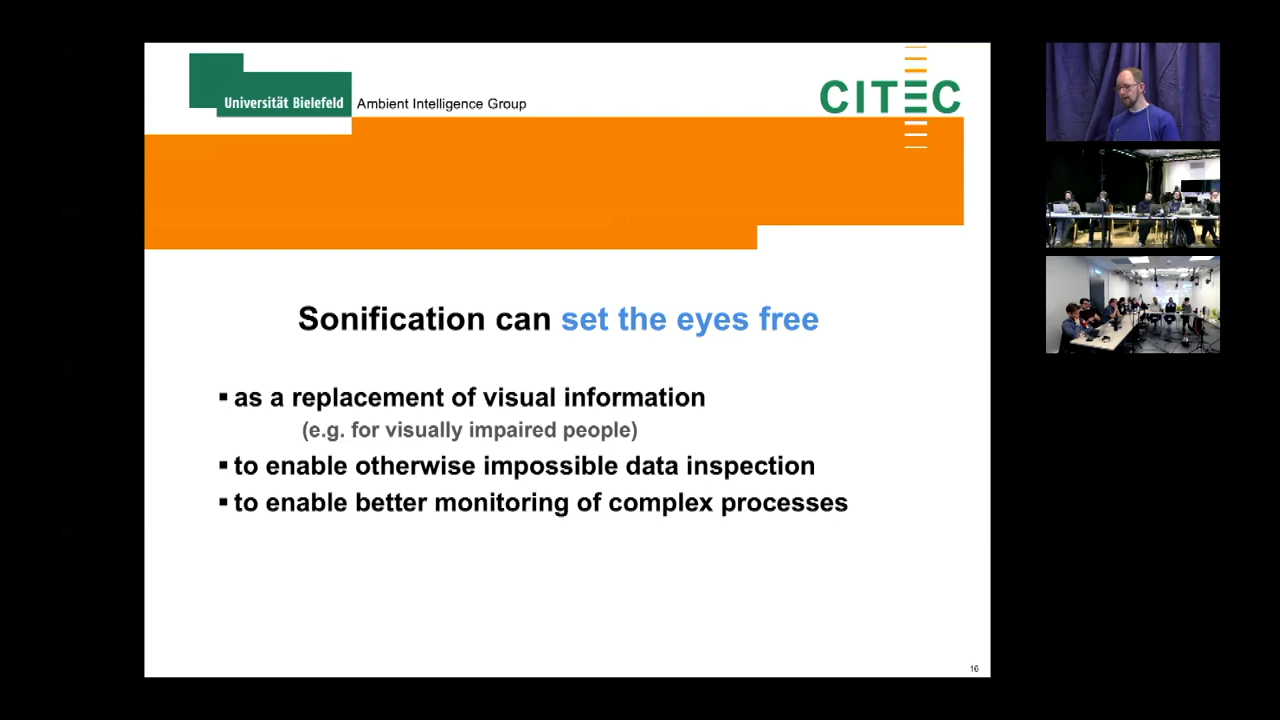 Universität Bielefeld
Ambient Intelligence Group
CITEC
Sonification can set the eyes free
▪ as a replacement of visual information
(e.g. for visually impaired people)
▪ to enable otherwise impossible data inspection
▪ to enable better monitoring of complex processes
16